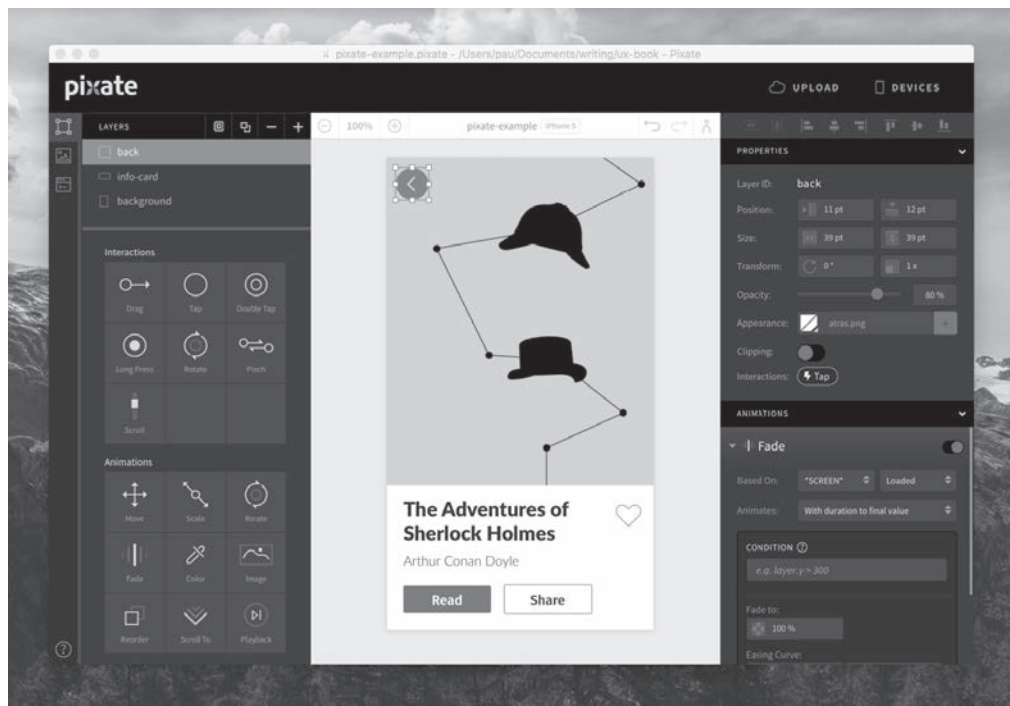 pixate-example.pixate - /Users/pau/Documents/writing/ux-book - Pixate
pixate
UPLOAD
DEVICES
LAYERS
back
info-card
background
Interactions
Drag
Tap
Double Tap
Long Press
Rotate
Pinch
Scroll
Animations
Move
Scale
Rotate
Fade
Color
Image
Reorder
Scroll To
Playback
100%
pixate-example
iPhone 5
The Adventures of
Sherlock Holmes
Arthur Conan Doyle
Read
Share
PROPERTIES
Layer ID: back
Position: 11 pt 12 pt
Size: 39 pt 39 pt
Transform: 0° 1x
Opacity: 80 %
Appearance: atras.png +
Clipping:
Interactions: Tap
ANIMATIONS
Fade
Based On: *SCREEN* Loaded
Animates: With duration to final value
CONDITION ?
e.g. layer.y > 300
Fade to:
100 %
Easing Curve:
?